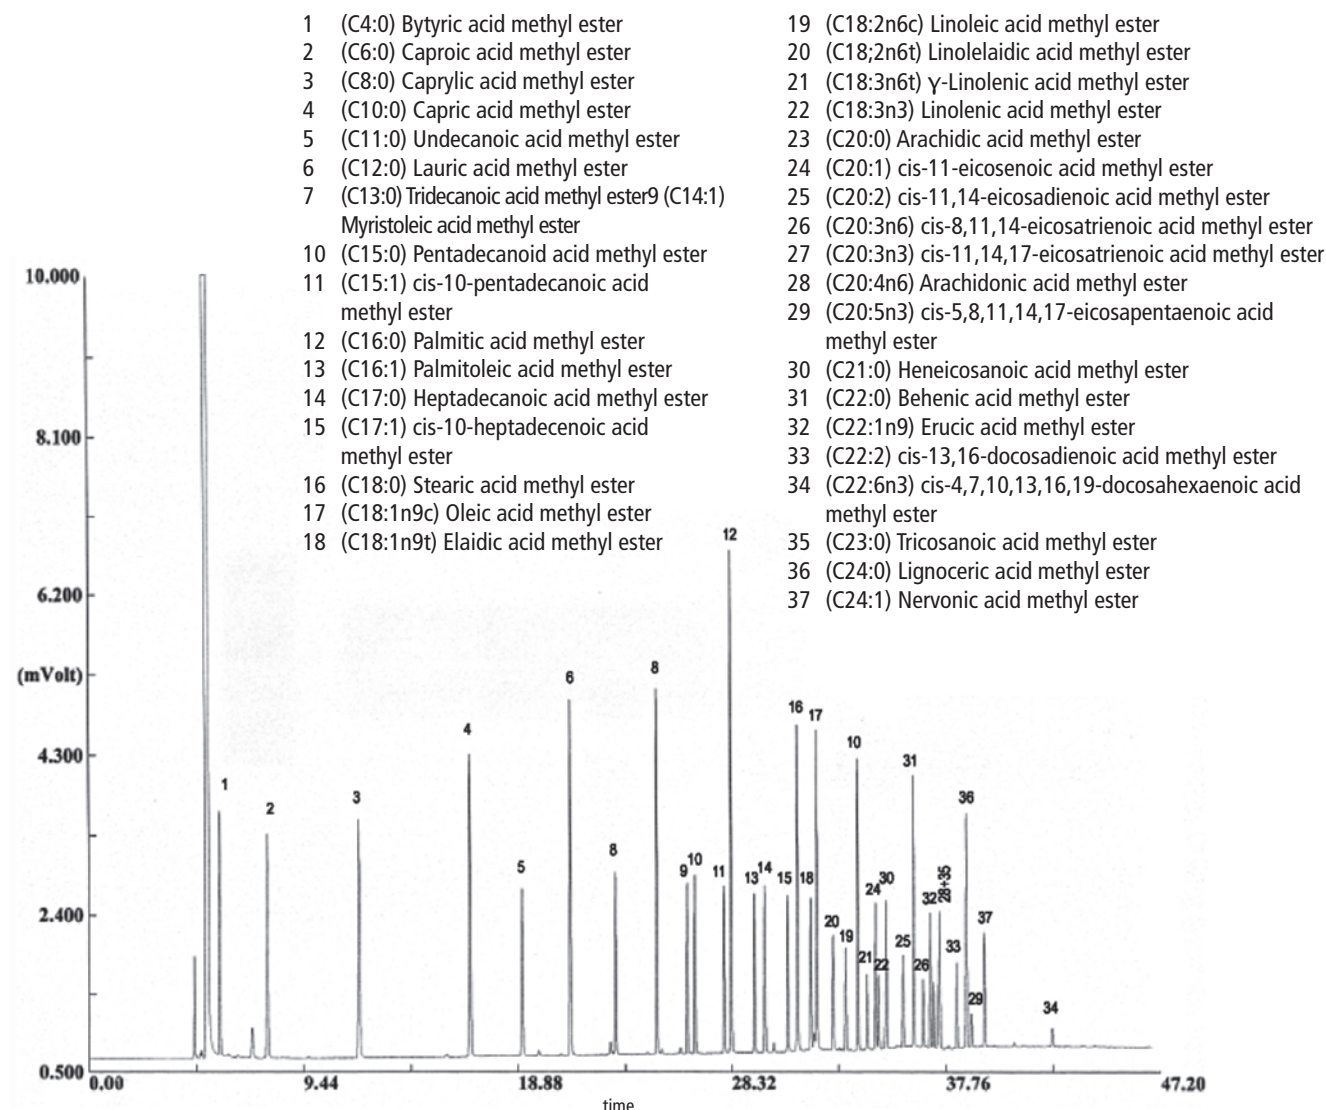 1 (C4:0) Bytyric acid methyl ester
2 (C6:0) Caproic acid methyl ester
3 (C8:0) Caprylic acid methyl ester
4 (C10:0) Capric acid methyl ester
5 (C11:0) Undecanoic acid methyl ester
6 (C12:0) Lauric acid methyl ester
7 (C13:0) Tridecanoic acid methyl ester9 (C14:1)
Myristoleic acid methyl ester
10 (C15:0) Pentadecanoid acid methyl ester
11 (C15:1) cis-10-pentadecanoic acid
methyl ester
12 (C16:0) Palmitic acid methyl ester
13 (C16:1) Palmitoleic acid methyl ester
14 (C17:0) Heptadecanoic acid methyl ester
15 (C17:1) cis-10-heptadecenoic acid
methyl ester
16 (C18:0) Stearic acid methyl ester
17 (C18:1n9c) Oleic acid methyl ester
18 (C18:1n9t) Elaidic acid methyl ester
19 (C18:2n6c) Linoleic acid methyl ester
20 (C18;2n6t) Linolelaidic acid methyl ester
21 (C18:3n6t) γ-Linolenic acid methyl ester
22 (C18:3n3) Linolenic acid methyl ester
23 (C20:0) Arachidic acid methyl ester
24 (C20:1) cis-11-eicosenoic acid methyl ester
25 (C20:2) cis-11,14-eicosadienoic acid methyl ester
26 (C20:3n6) cis-8,11,14-eicosatrienoic acid methyl ester
27 (C20:3n3) cis-11,14,17-eicosatrienoic acid methyl ester
28 (C20:4n6) Arachidonic acid methyl ester
29 (C20:5n3) cis-5,8,11,14,17-eicosapentaenoic acid
methyl ester
30 (C21:0) Heneicosanoic acid methyl ester
31 (C22:0) Behenic acid methyl ester
32 (C22:1n9) Erucic acid methyl ester
33 (C22:2) cis-13,16-docosadienoic acid methyl ester
34 (C22:6n3) cis-4,7,10,13,16,19-docosahexaenoic acid
methyl ester
35 (C23:0) Tricosanoic acid methyl ester
36 (C24:0) Lignoceric acid methyl ester
37 (C24:1) Nervonic acid methyl ester
10.000
8.100
6.200
(mVolt)
4.300
2.400
0.500
1
2
3
4
5
6
8
8
9
10
11
12
13
14
15
16
18
17
20
19
10
21
24
22
30
25
31
26
32
28+35
33
36
29
37
34
0.00 9.44 18.88 28.32 37.76 47.20
time